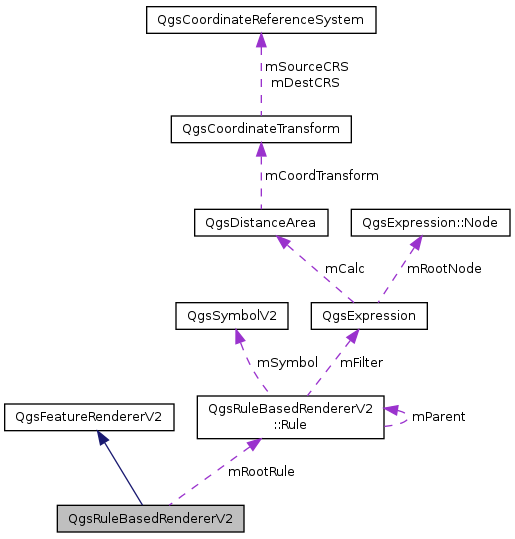 QgsCoordinateReferenceSystem
mSourceCRS
mDestCRS
QgsCoordinateTransform
mCoordTransform
QgsDistanceArea
QgsExpression::Node
mCalc
mRootNode
QgsSymbolV2
QgsExpression
mSymbol
mFilter
QgsRuleBasedRendererV2
::Rule
QgsFeatureRendererV2
mParent
mRootRule
QgsRuleBasedRendererV2